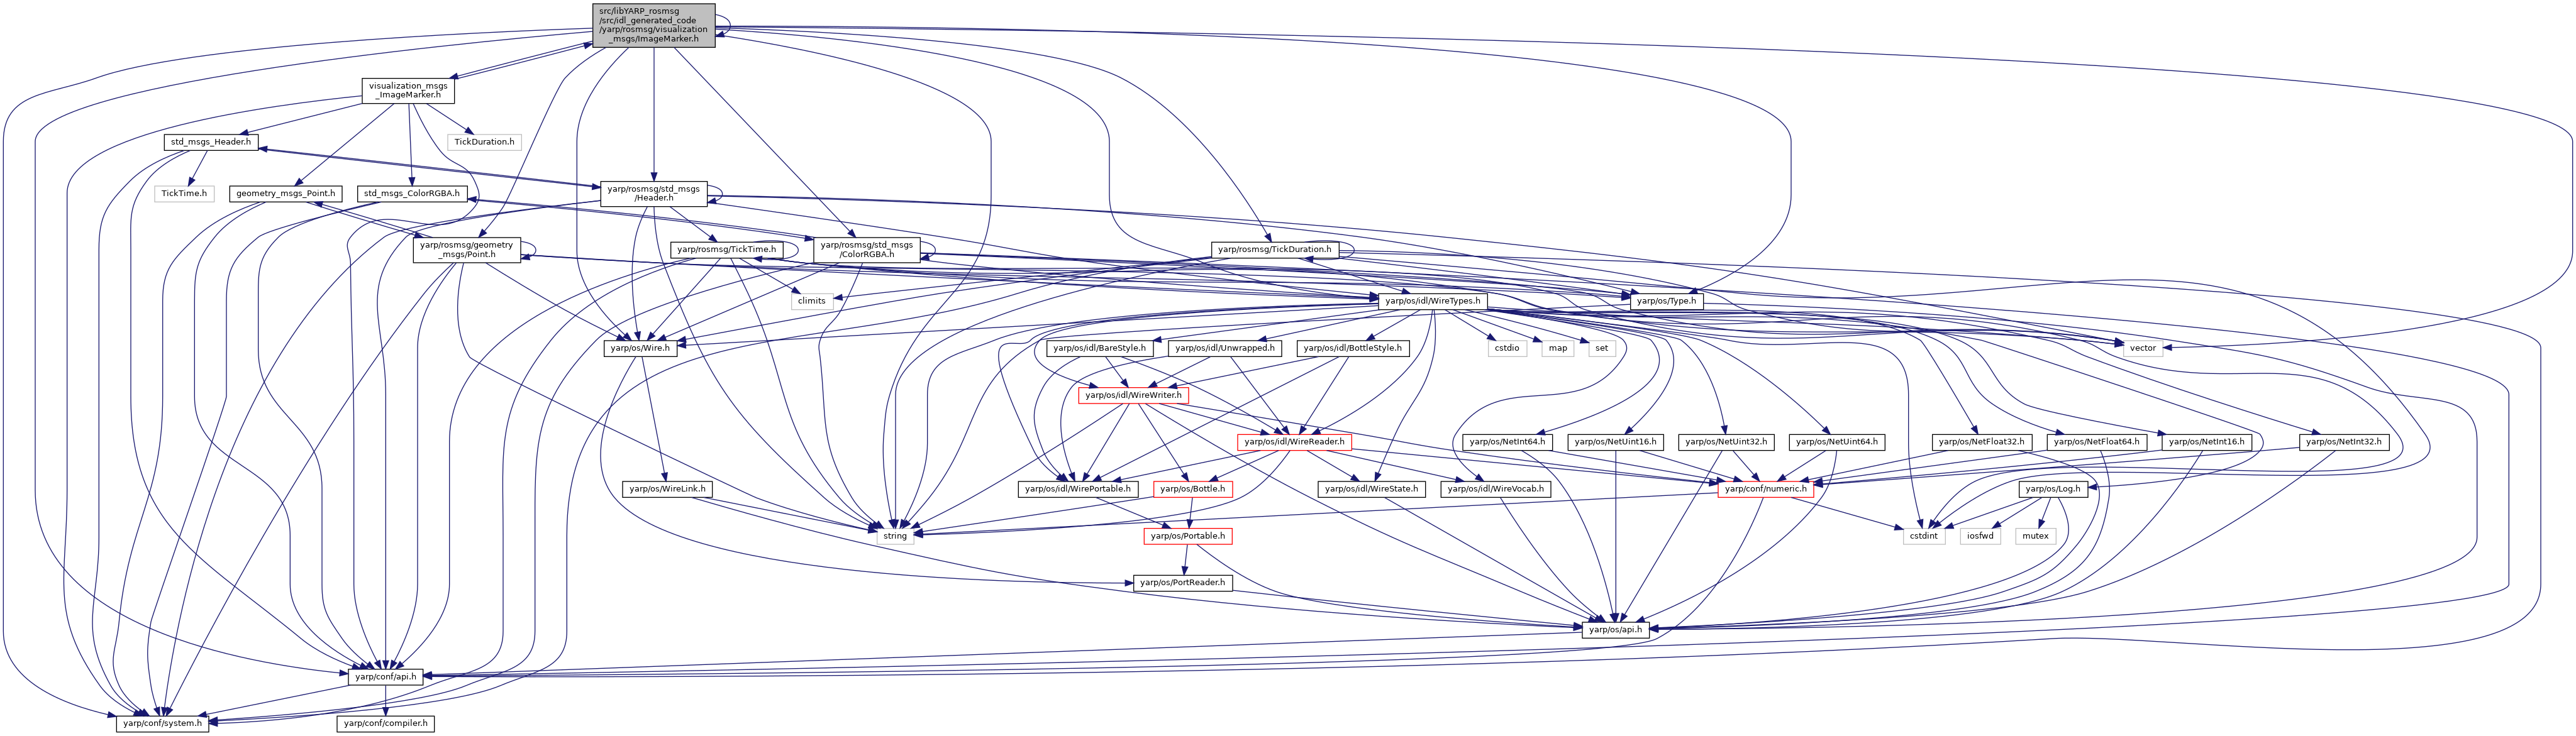 src/libYARP_rosmsg
/src/idl_generated_code
/yarp/rosmsg/visualization
_msgs/ImageMarker.h
visualization_msgs
_ImageMarker.h
std_msgs_Header.h
TickDuration.h
TickTime.h
geometry_msgs_Point.h
std_msgs_ColorRGBA.h
yarp/rosmsg/std_msgs
/Header.h
yarp/rosmsg/geometry
_msgs/Point.h
yarp/rosmsg/TickTime.h
yarp/rosmsg/std_msgs
/ColorRGBA.h
yarp/rosmsg/TickDuration.h
climits
yarp/os/idl/WireTypes.h
yarp/os/Type.h
yarp/os/Wire.h
yarp/os/idl/BareStyle.h
yarp/os/idl/Unwrapped.h
yarp/os/idl/BottleStyle.h
cstdio
map
set
vector
yarp/os/idl/WireWriter.h
yarp/os/idl/WireReader.h
yarp/os/NetInt64.h
yarp/os/NetUint16.h
yarp/os/NetUint32.h
yarp/os/NetUint64.h
yarp/os/NetFloat32.h
yarp/os/NetFloat64.h
yarp/os/NetInt16.h
yarp/os/NetInt32.h
yarp/os/WireLink.h
yarp/os/idl/WirePortable.h
yarp/os/Bottle.h
yarp/os/idl/WireState.h
yarp/os/idl/WireVocab.h
yarp/conf/numeric.h
yarp/os/Log.h
string
yarp/os/Portable.h
cstdint
iosfwd
mutex
yarp/os/PortReader.h
yarp/os/api.h
yarp/conf/api.h
yarp/conf/system.h
yarp/conf/compiler.h